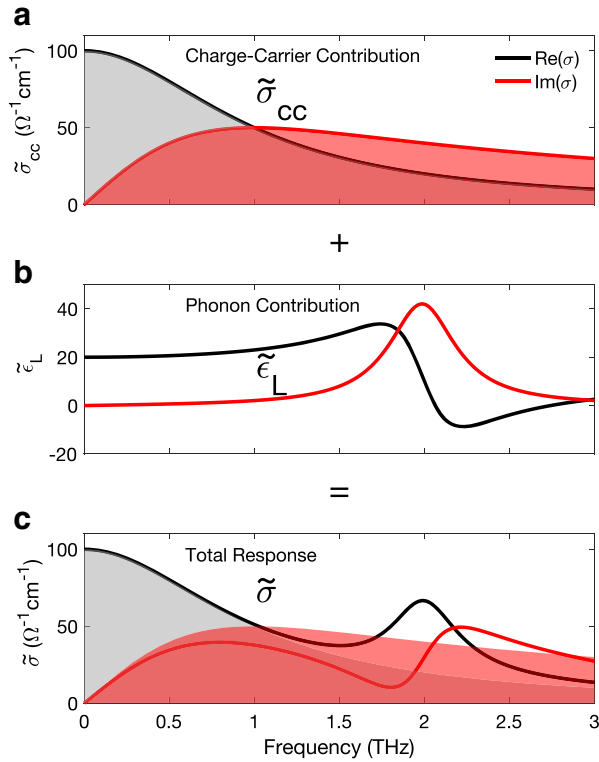 a
Charge-Carrier Contribution
Re(σ)
Im(σ)
σ̃cc
100
50
0
σ̃cc (Ω-1cm-1)
+
b
Phonon Contribution
ϵ̃L
40
20
0
-20
ϵ̃L
=
c
Total Response
σ̃
100
50
0
σ̃ (Ω-1cm-1)
0 0.5 1 1.5 2 2.5 3
Frequency (THz)